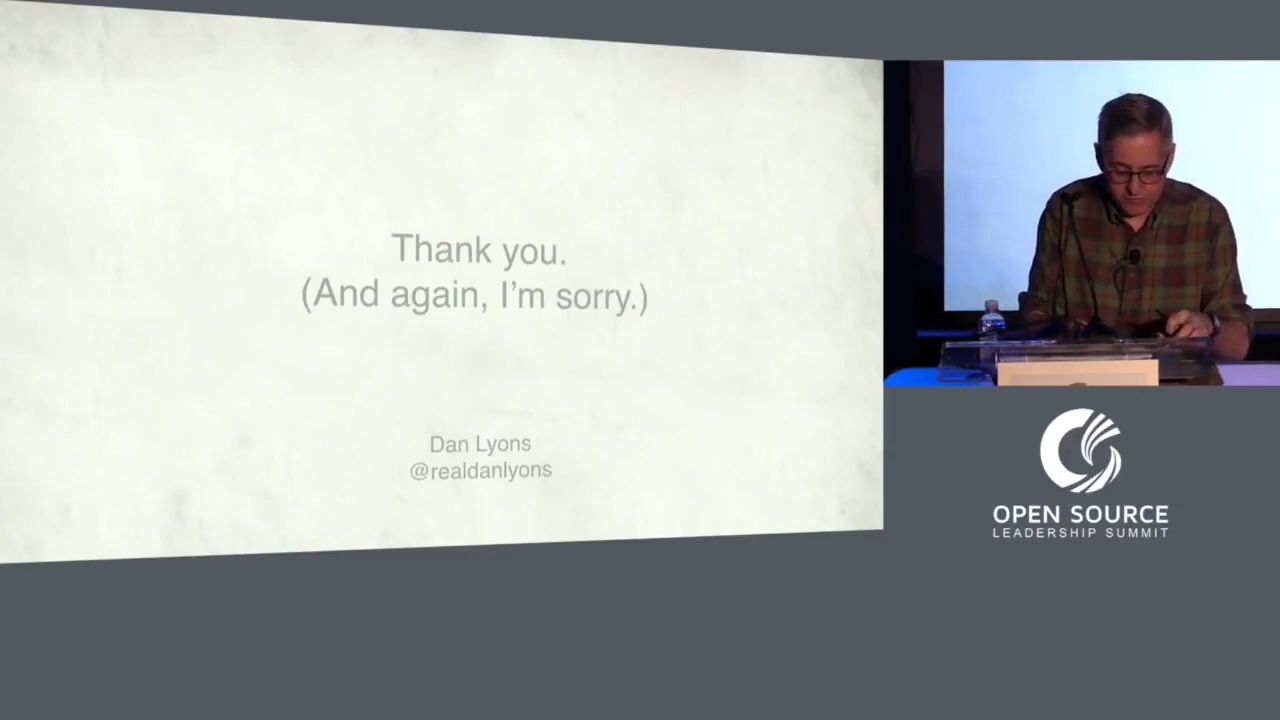 Thank you.
(And again, I'm sorry.)
Dan Lyons
@realdanlyons
OPEN SOURCE
LEADERSHIP SUMMIT